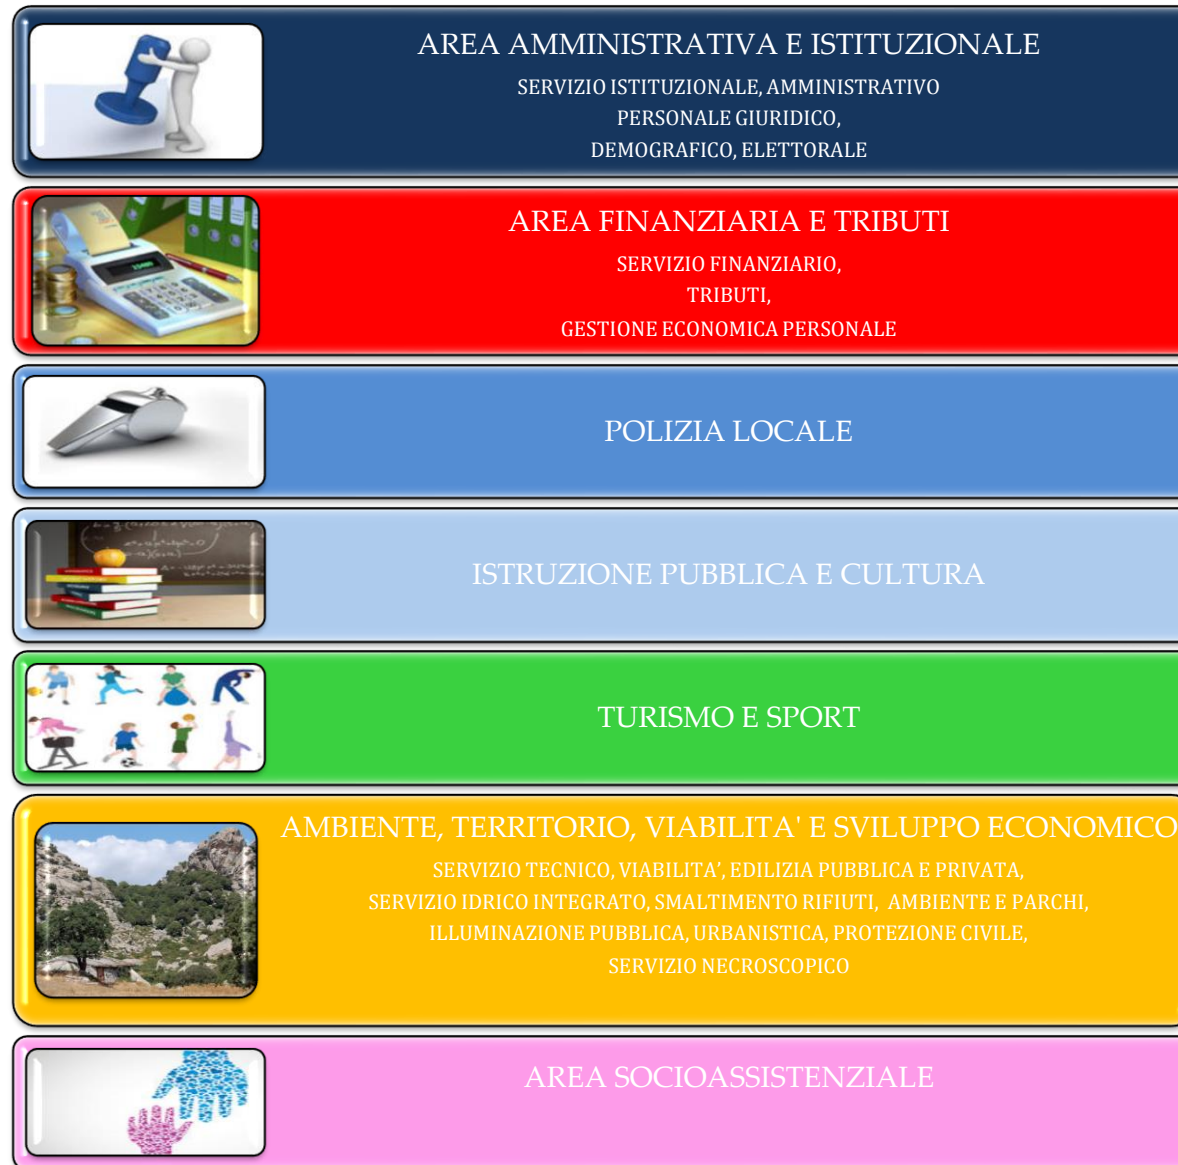 AREA AMMINISTRATIVA E ISTITUZIONALE
SERVIZIO ISTITUZIONALE, AMMINISTRATIVO
PERSONALE GIURIDICO,
DEMOGRAFICO, ELETTORALE
AREA FINANZIARIA E TRIBUTI
SERVIZIO FINANZIARIO,
TRIBUTI,
GESTIONE ECONOMICA PERSONALE
POLIZIA LOCALE
ISTRUZIONE PUBBLICA E CULTURA
TURISMO E SPORT
AMBIENTE, TERRITORIO, VIABILITA' E SVILUPPO ECONOMICO
SERVIZIO TECNICO, VIABILITA’, EDILIZIA PUBBLICA E PRIVATA,
SERVIZIO IDRICO INTEGRATO, SMALTIMENTO RIFIUTI, AMBIENTE E PARCHI,
ILLUMINAZIONE PUBBLICA, URBANISTICA, PROTEZIONE CIVILE,
SERVIZIO NECROSCOPICO
AREA SOCIOASSISTENZIALE